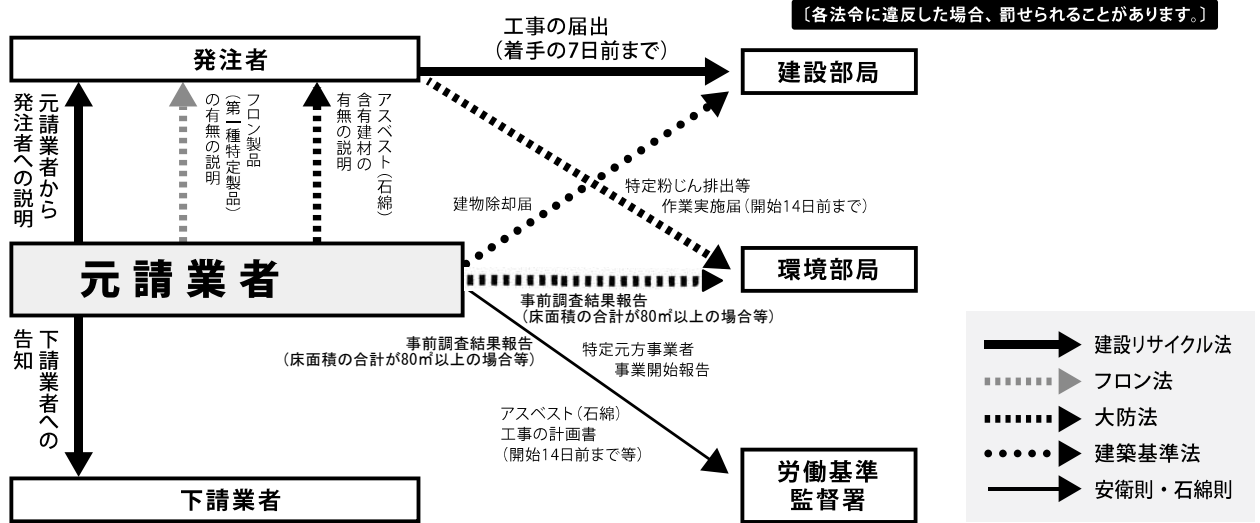 〔各法令に違反した場合、罰せられることがあります。〕
工事の届出
(着手の7日前まで)
発注者
建設部局
元請業者から
発注者への説明
フロン製品
(第一種特定製品)
の有無の説明
アスベスト(石綿)
含有建材の
有無の説明
建物除却届
特定粉じん排出等
作業実施届(開始14日前まで)
元請業者
環境部局
事前調査結果報告
(床面積の合計が80㎡以上の場合等)
事前調査結果報告
(床面積の合計が80㎡以上の場合等)
特定元方事業者
事業開始報告
下請業者への
告知
アスベスト(石綿)
工事の計画書
(開始14日前まで等)
下請業者
労働基準
監督署
建設リサイクル法
フロン法
大防法
建築基準法
安衛則・石綿則